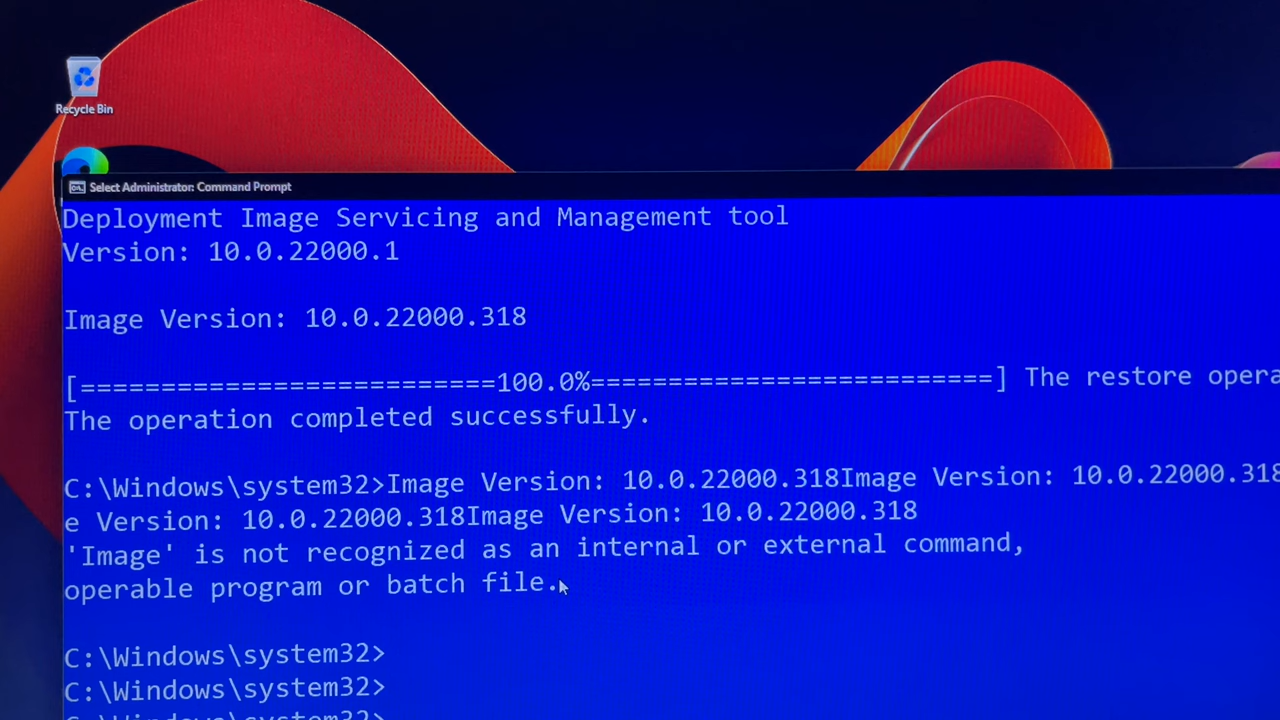 Recycle Bin
Select Administrator: Command Prompt
Deployment Image Servicing and Management tool
Version: 10.0.22000.1
Image Version: 10.0.22000.318
[==========================100.0%==========================] The restore opera
The operation completed successfully.
C:\Windows\system32>Image Version: 10.0.22000.318Image Version: 10.0.22000.318
e Version: 10.0.22000.318Image Version: 10.0.22000.318
'Image' is not recognized as an internal or external command,
operable program or batch file.
C:\Windows\system32>
C:\Windows\system32>
C:\Windows\system32>